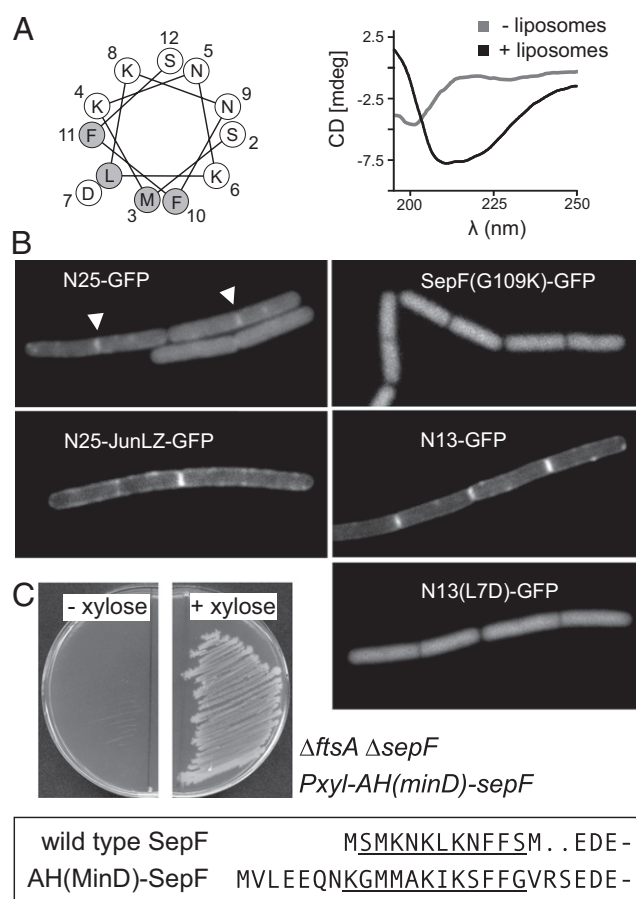 A
12
8 S 5
K N
4 9
K N
11 F S 2
L K
7 D 6
M F
3 10
- liposomes
+ liposomes
CD [mdeg]
2.5
-2.5
-7.5
200 225 250
λ (nm)
B
N25-GFP
SepF(G109K)-GFP
N25-JunLZ-GFP
N13-GFP
N13(L7D)-GFP
C
- xylose
+ xylose
ΔftsA ΔsepF
Pxyl-AH(minD)-sepF
wild type SepF MSMKNKLKNFFSM..EDE-
AH(MinD)-SepF MVLEEQNKGMMAKIKSFFGVRSEDE-